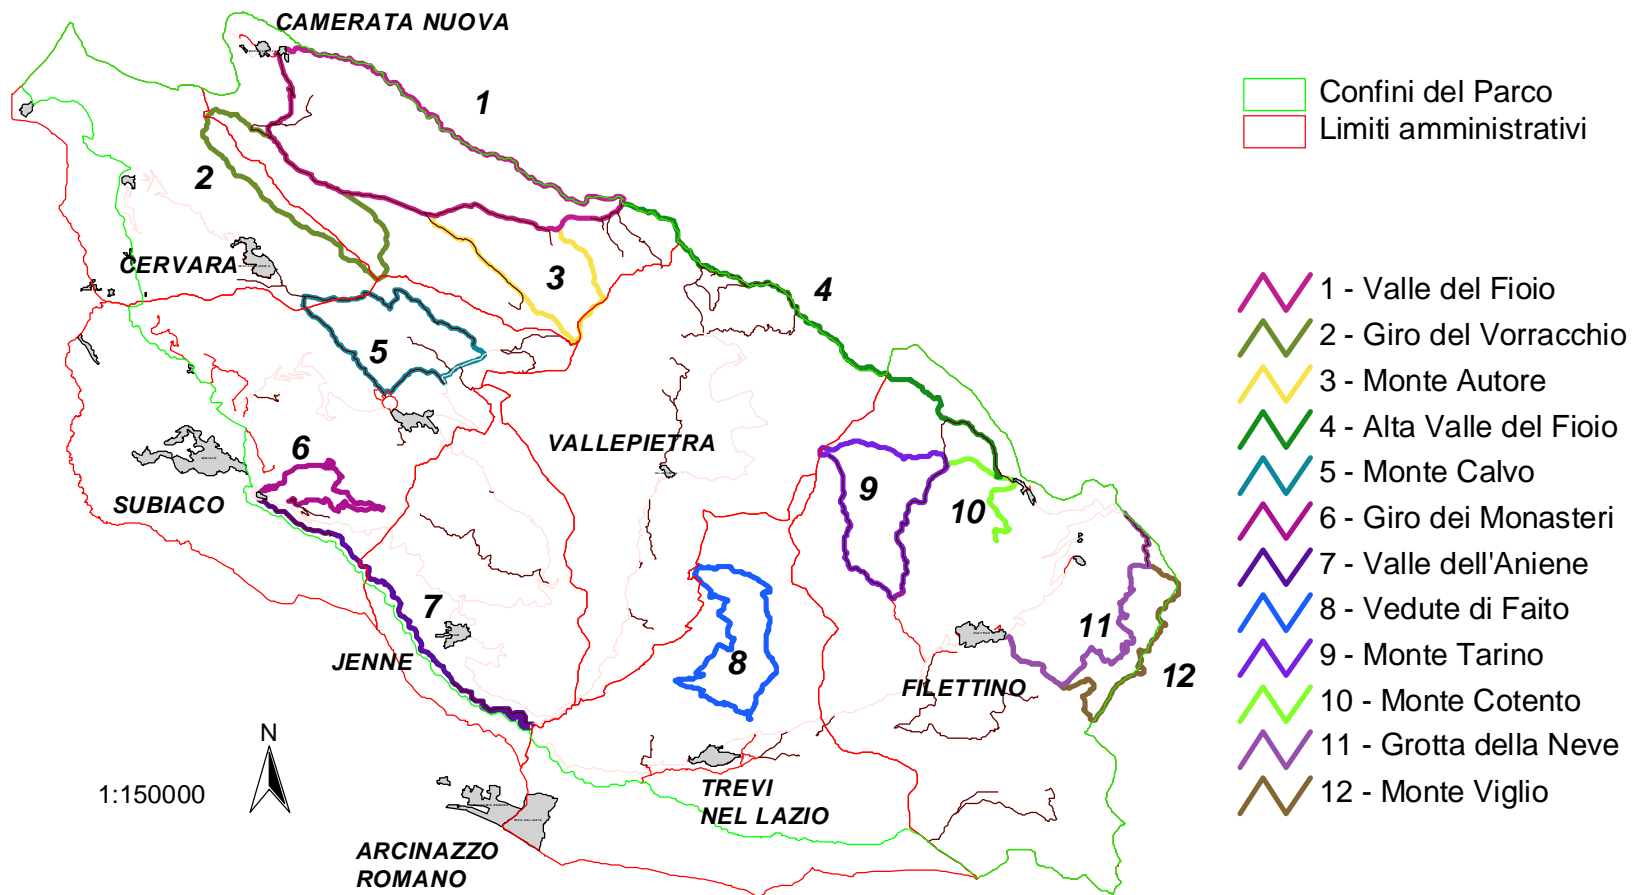 CAMERATA NUOVA
1
2
CERVARA
3
4
5
6
SUBIACO
VALLEPIETRA
9
10
7
JENNE
8
11
FILETTINO
12
N
1:150000
TREVI
NEL LAZIO
ARCINAZZO
ROMANO
Confini del Parco
Limiti amministrativi
1 - Valle del Fioio
2 - Giro del Vorracchio
3 - Monte Autore
4 - Alta Valle del Fioio
5 - Monte Calvo
6 - Giro dei Monasteri
7 - Valle dell'Aniene
8 - Vedute di Faito
9 - Monte Tarino
10 - Monte Cotento
11 - Grotta della Neve
12 - Monte Viglio